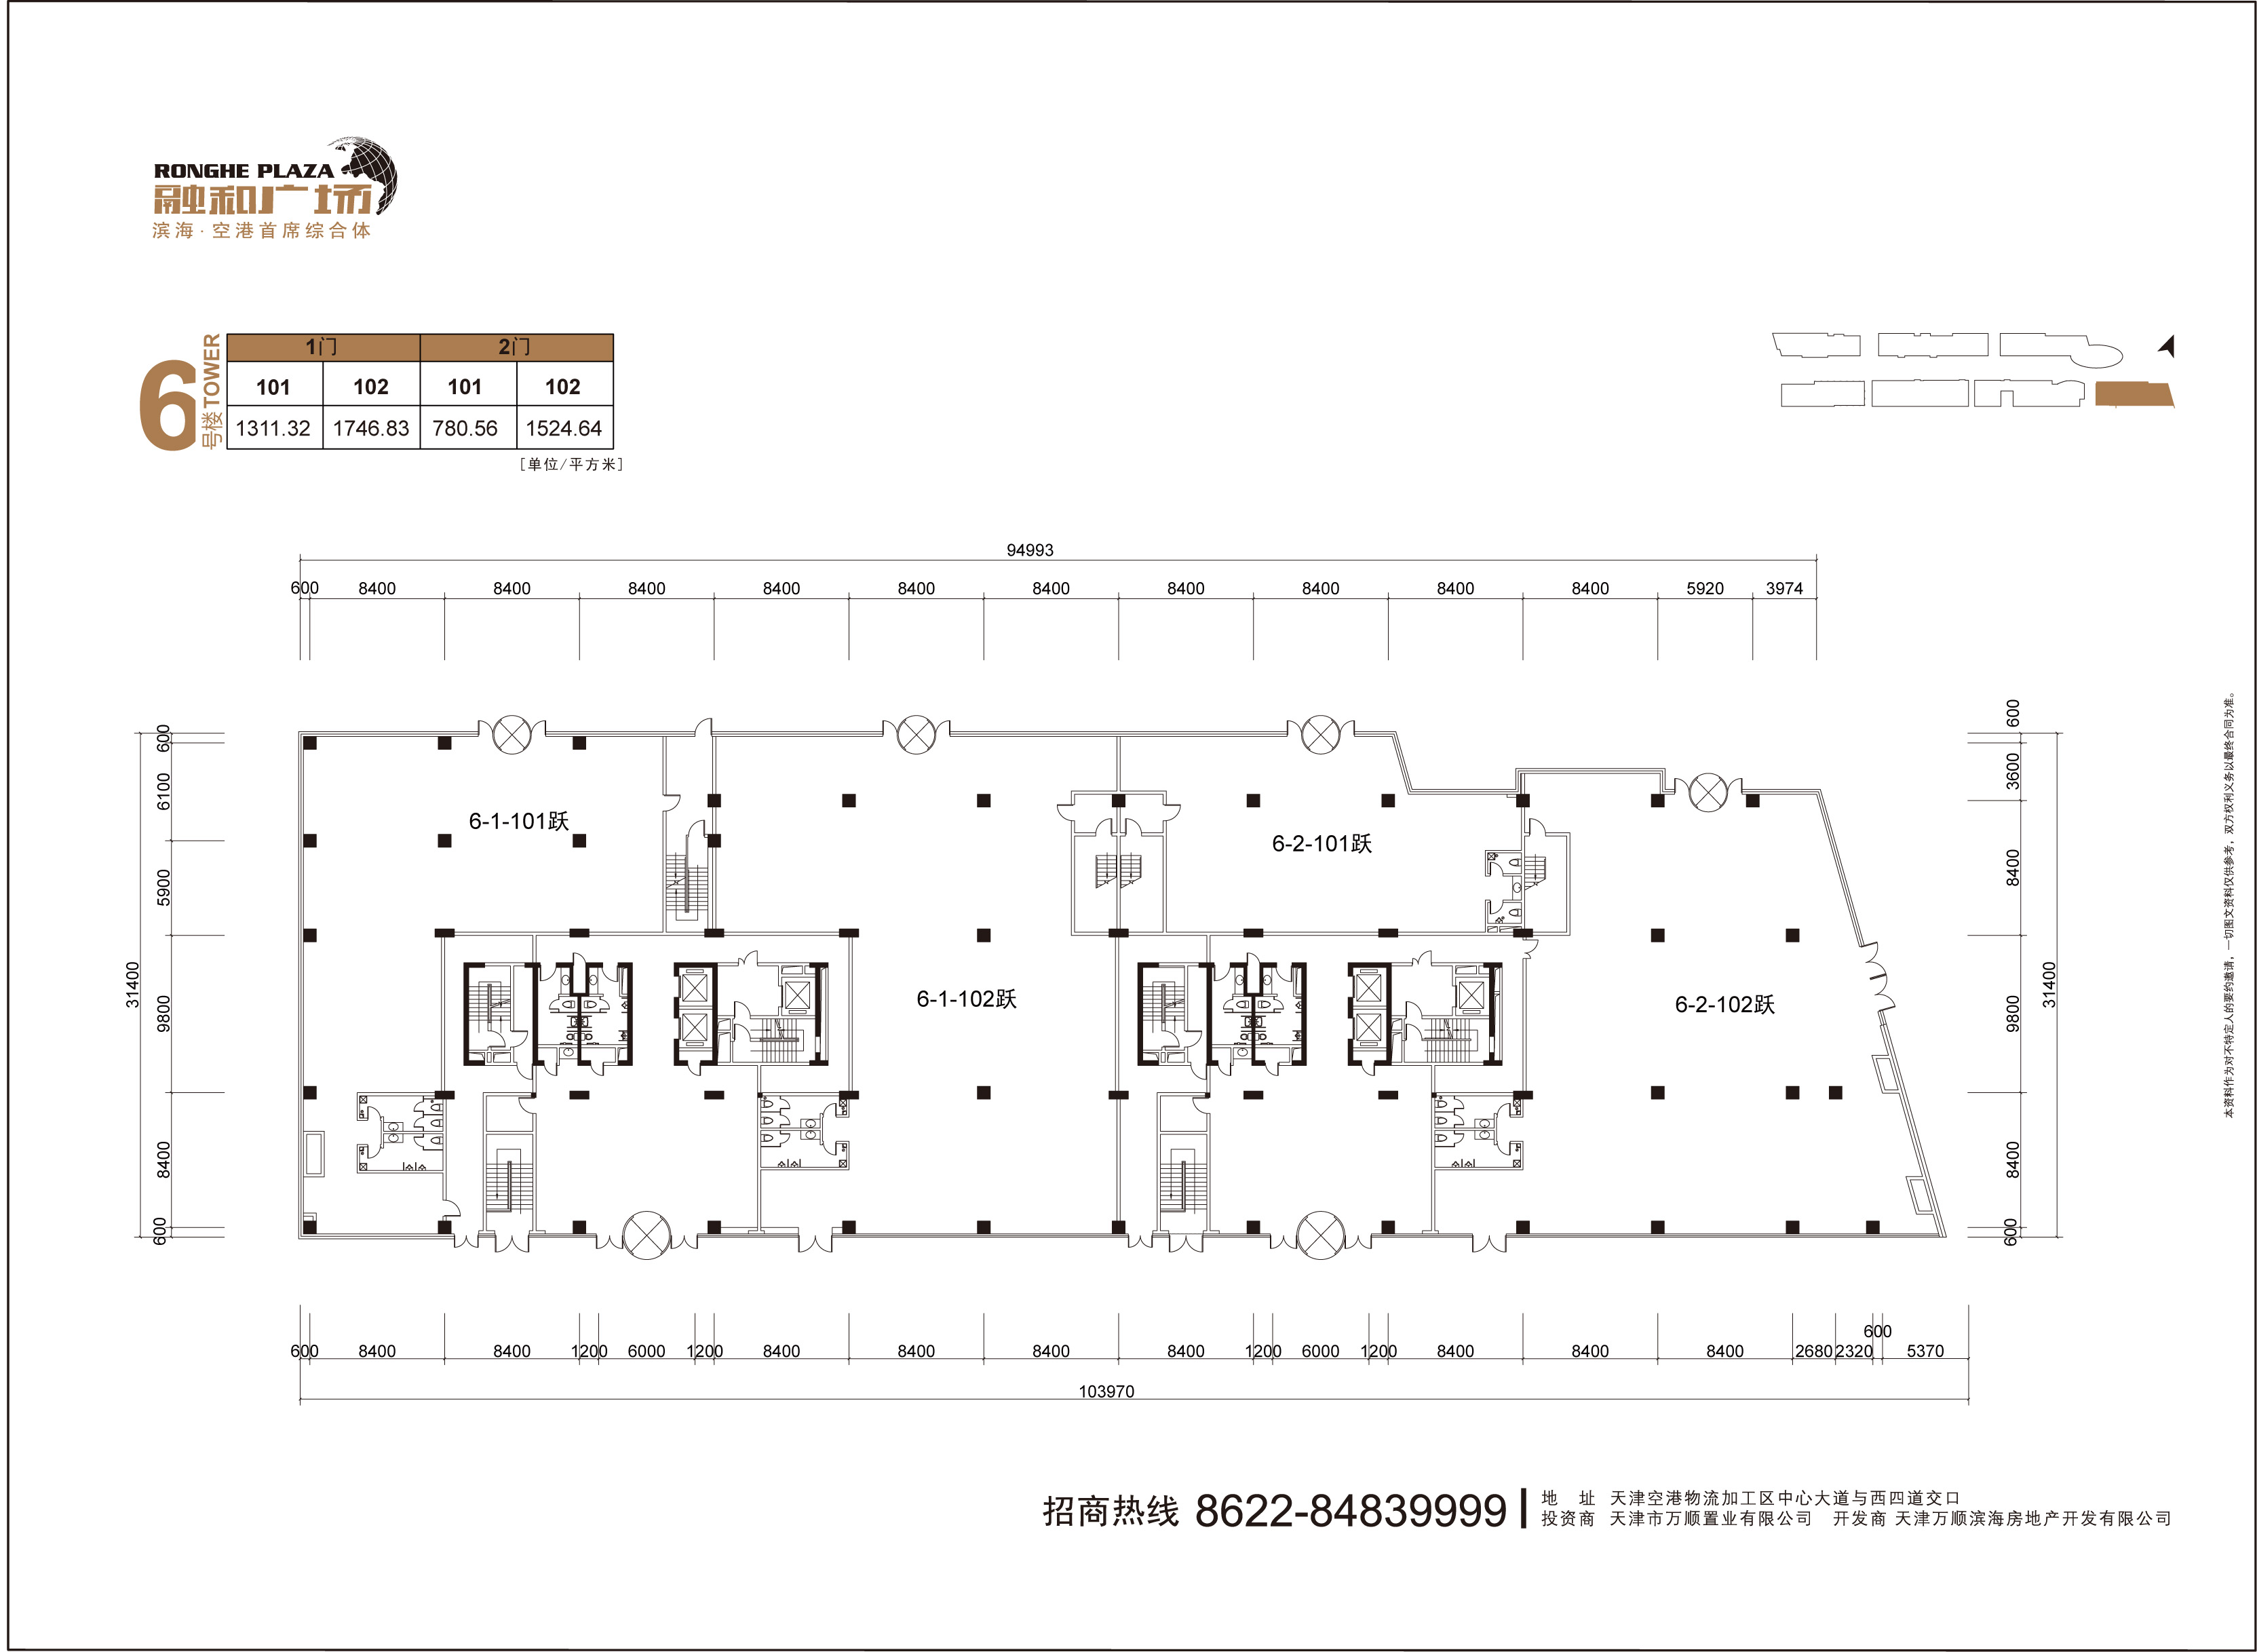 RONGHE PLAZA
融和广场
滨海·空港首席综合体
6
号楼 TOWER
1门 2门
101 102 101 102
1311.32 1746.83 780.56 1524.64
[单位/平方米]
94993
600 8400 8400 8400 8400 8400 8400 8400 8400 8400 8400 5920 3974
31400
600
6100
5900
9800
8400
600
6-1-101跃
6-2-101跃
6-1-102跃
6-2-102跃
600
3600
8400
9800
8400
600
31400
本资料作为对不特定人的要约邀请，一切图文资料仅供参考，双方权利义务以最终合同为准。
600 8400 8400 1200 6000 1200 8400 8400 8400 8400 1200 6000 1200 8400 8400 8400 2680 2320 600 5370
103970
招商热线 8622-84839999
地 址 天津空港物流加工区中心大道与西四道交口
投资商 天津市万顺置业有限公司 开发商 天津万顺滨海房地产开发有限公司